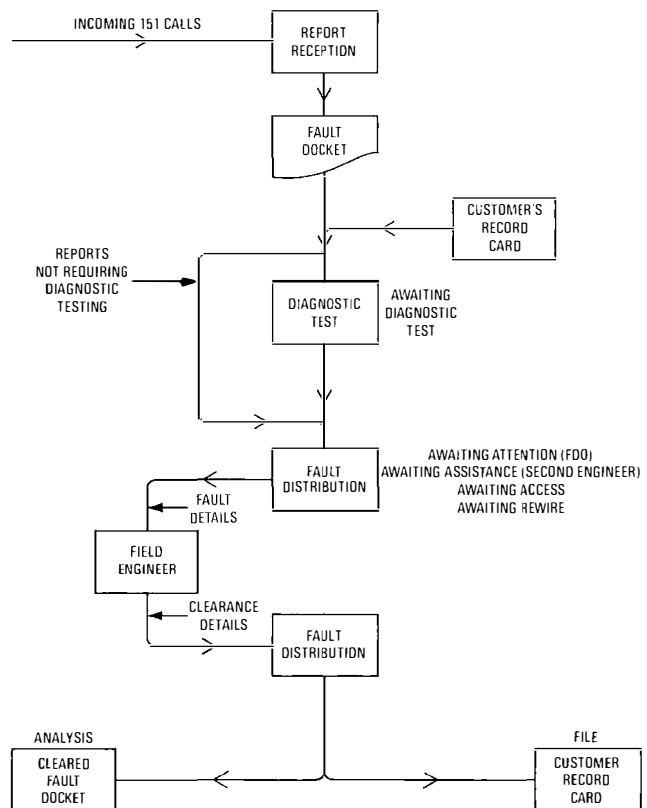 INCOMING 151 CALLS
REPORT
RECEPTION
FAULT
DOCKET
CUSTOMER'S
RECORD
CARD
REPORTS
NOT REQUIRING
DIAGNOSTIC
TESTING
DIAGNOSTIC
TEST
AWAITING
DIAGNOSTIC
TEST
FAULT
DISTRIBUTION
AWAITING ATTENTION (FDO)
AWAITING ASSISTANCE (SECOND ENGINEER)
AWAITING ACCESS
AWAITING REWIRE
FAULT
DETAILS
FIELD
ENGINEER
CLEARANCE
DETAILS
FAULT
DISTRIBUTION
ANALYSIS
CLEARED
FAULT
DOCKET
FILE
CUSTOMER
RECORD
CARD